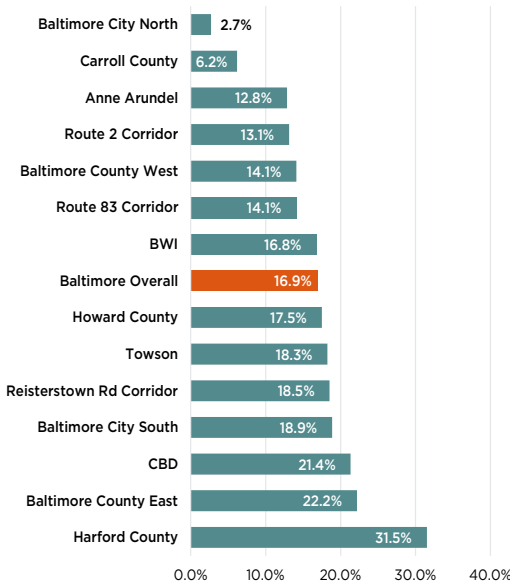 Baltimore City North 2.7%
Carroll County 6.2%
Anne Arundel 12.8%
Route 2 Corridor 13.1%
Baltimore County West 14.1%
Route 83 Corridor 14.1%
BWI 16.8%
Baltimore Overall 16.9%
Howard County 17.5%
Towson 18.3%
Reisterstown Rd Corridor 18.5%
Baltimore City South 18.9%
CBD 21.4%
Baltimore County East 22.2%
Harford County 31.5%
0.0% 10.0% 20.0% 30.0% 40.0%